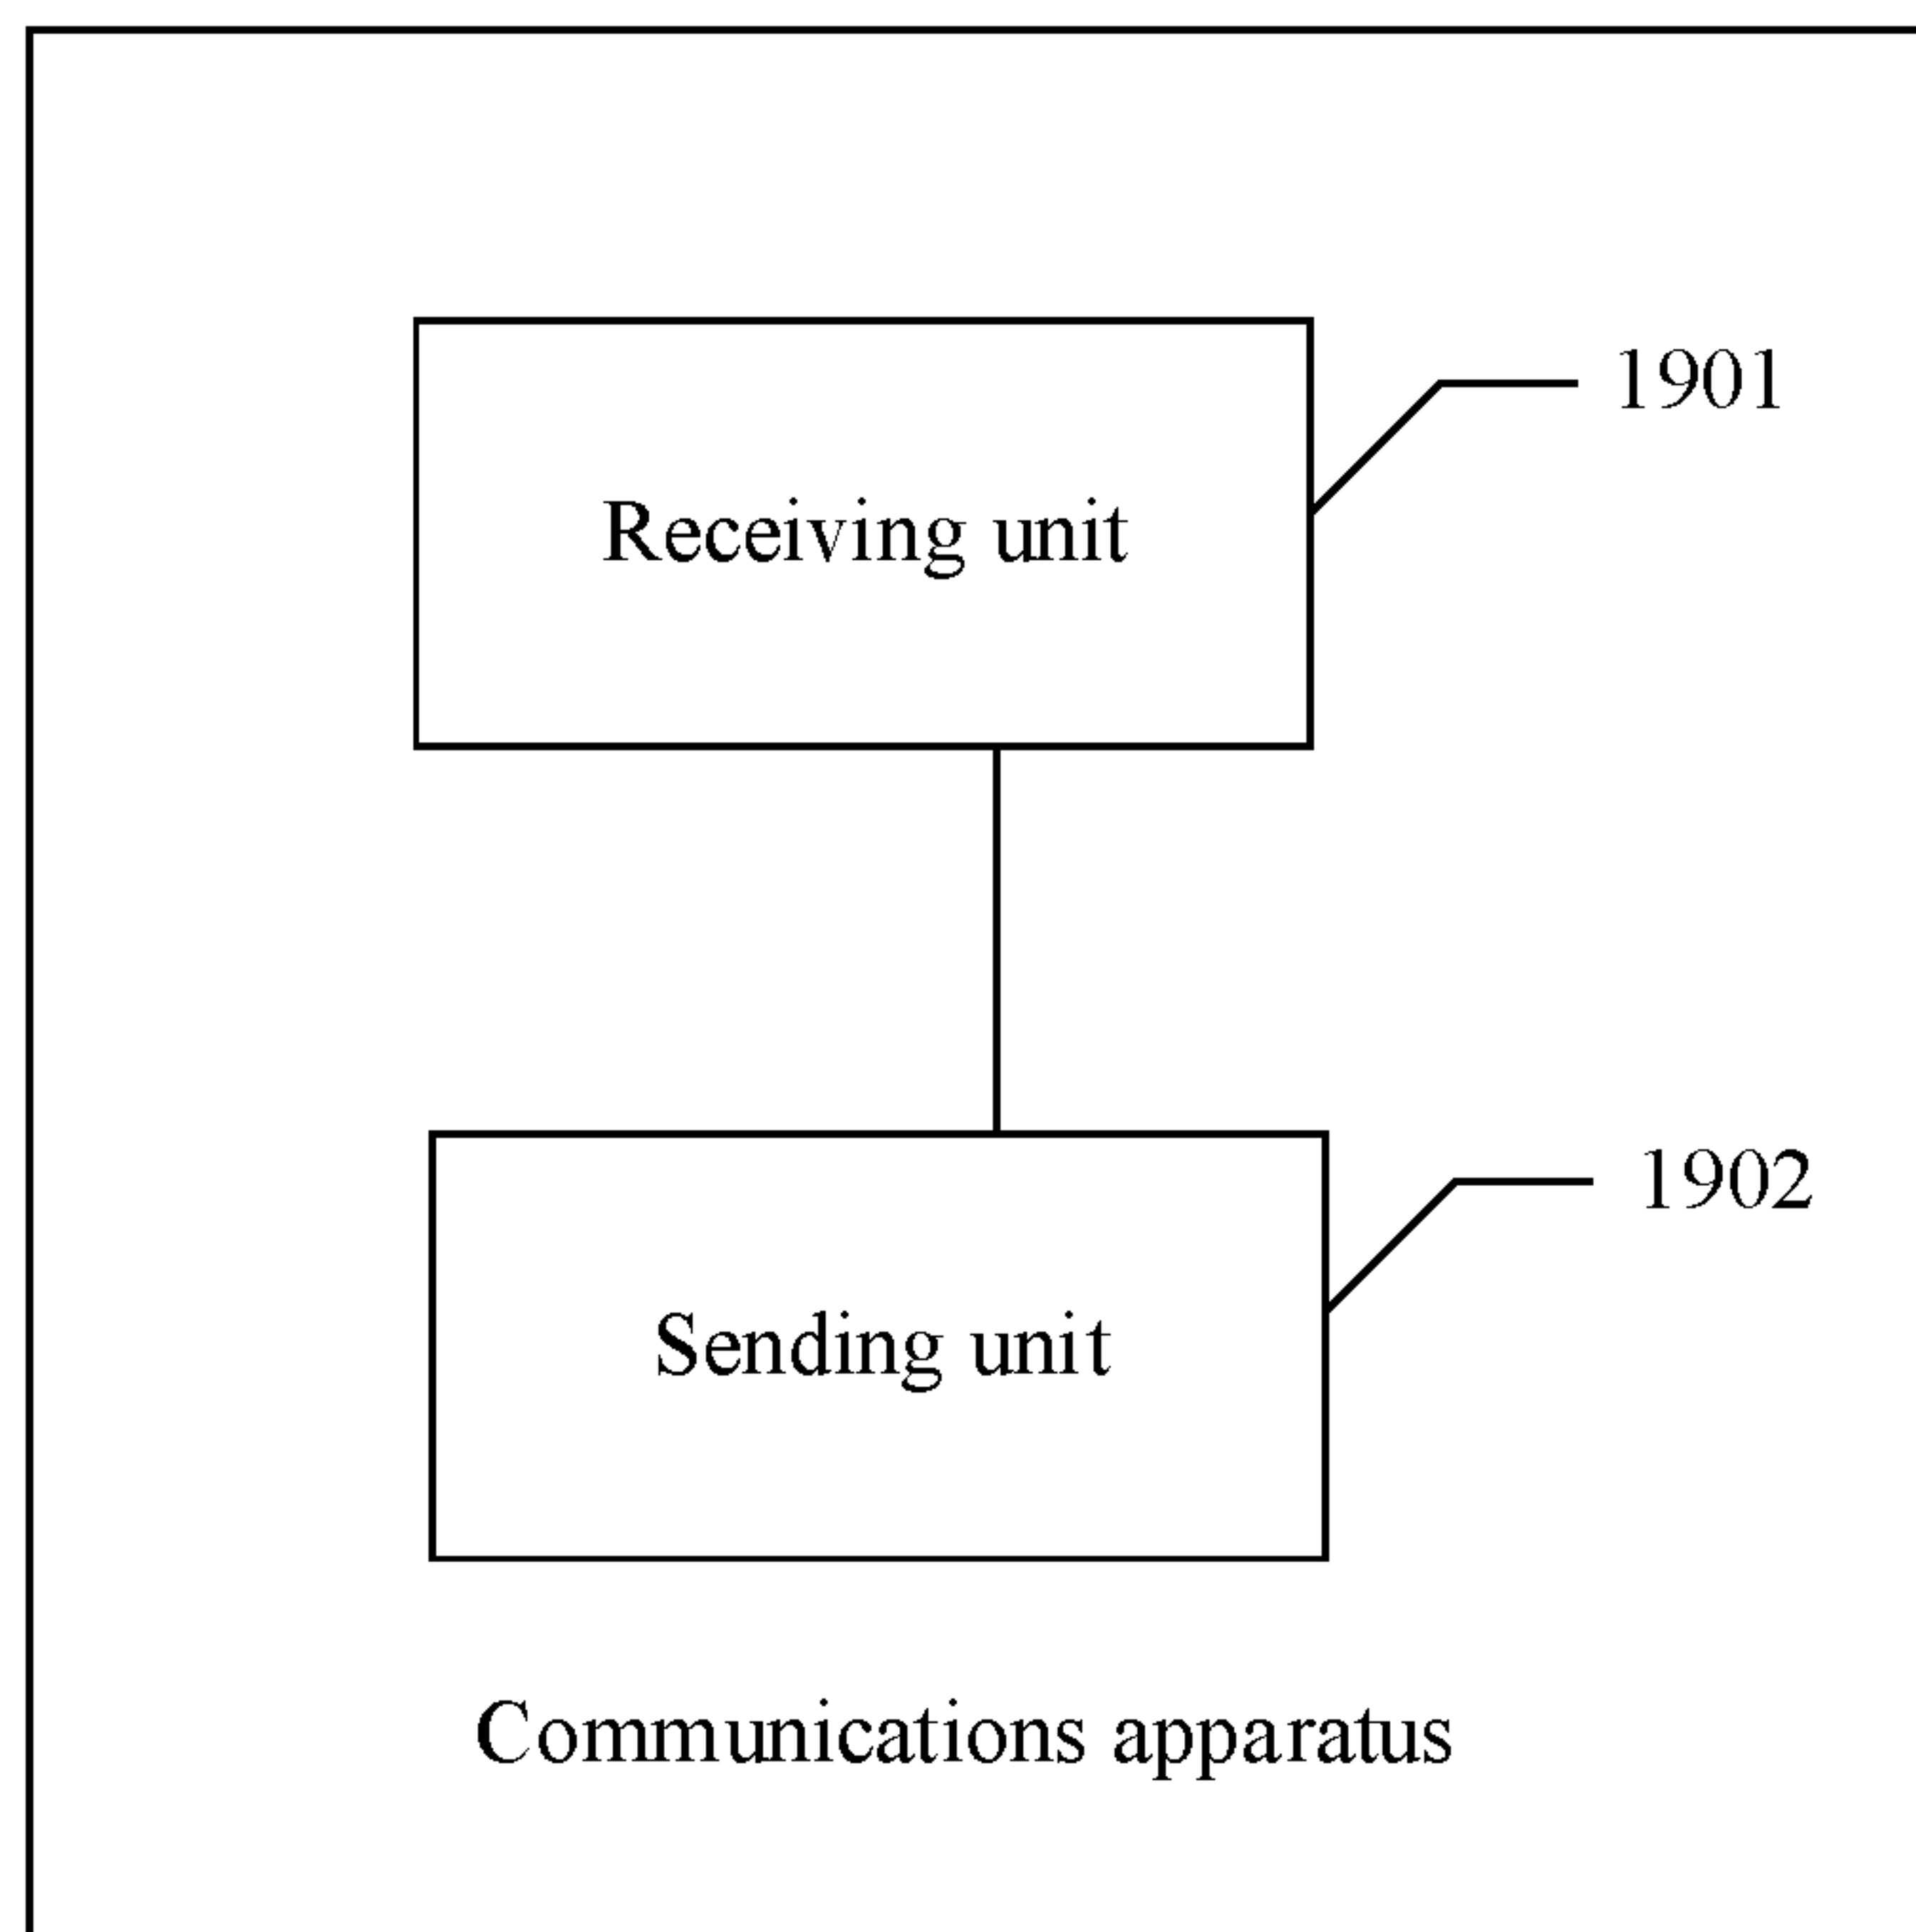 1901
Receiving unit
1902
Sending unit
Communications apparatus